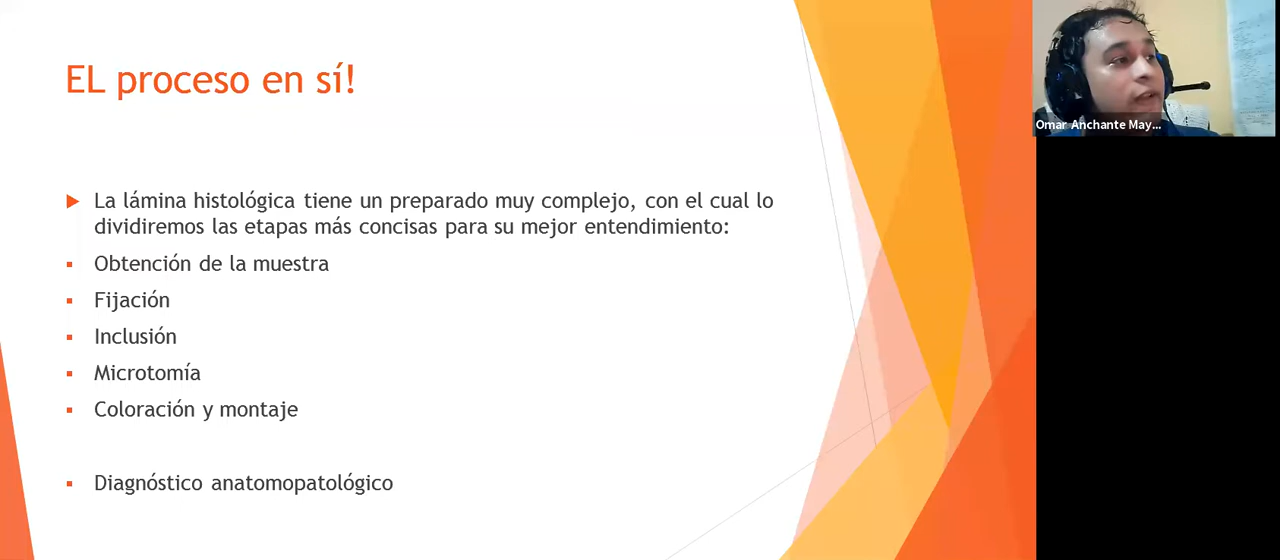 EL proceso en sí!
La lámina histológica tiene un preparado muy complejo, con el cual lo
dividiremos las etapas más concisas para su mejor entendimiento:
Obtención de la muestra
Fijación
Inclusión
Microtomía
Coloración y montaje
Diagnóstico anatomopatológico
Omar Anchante May...